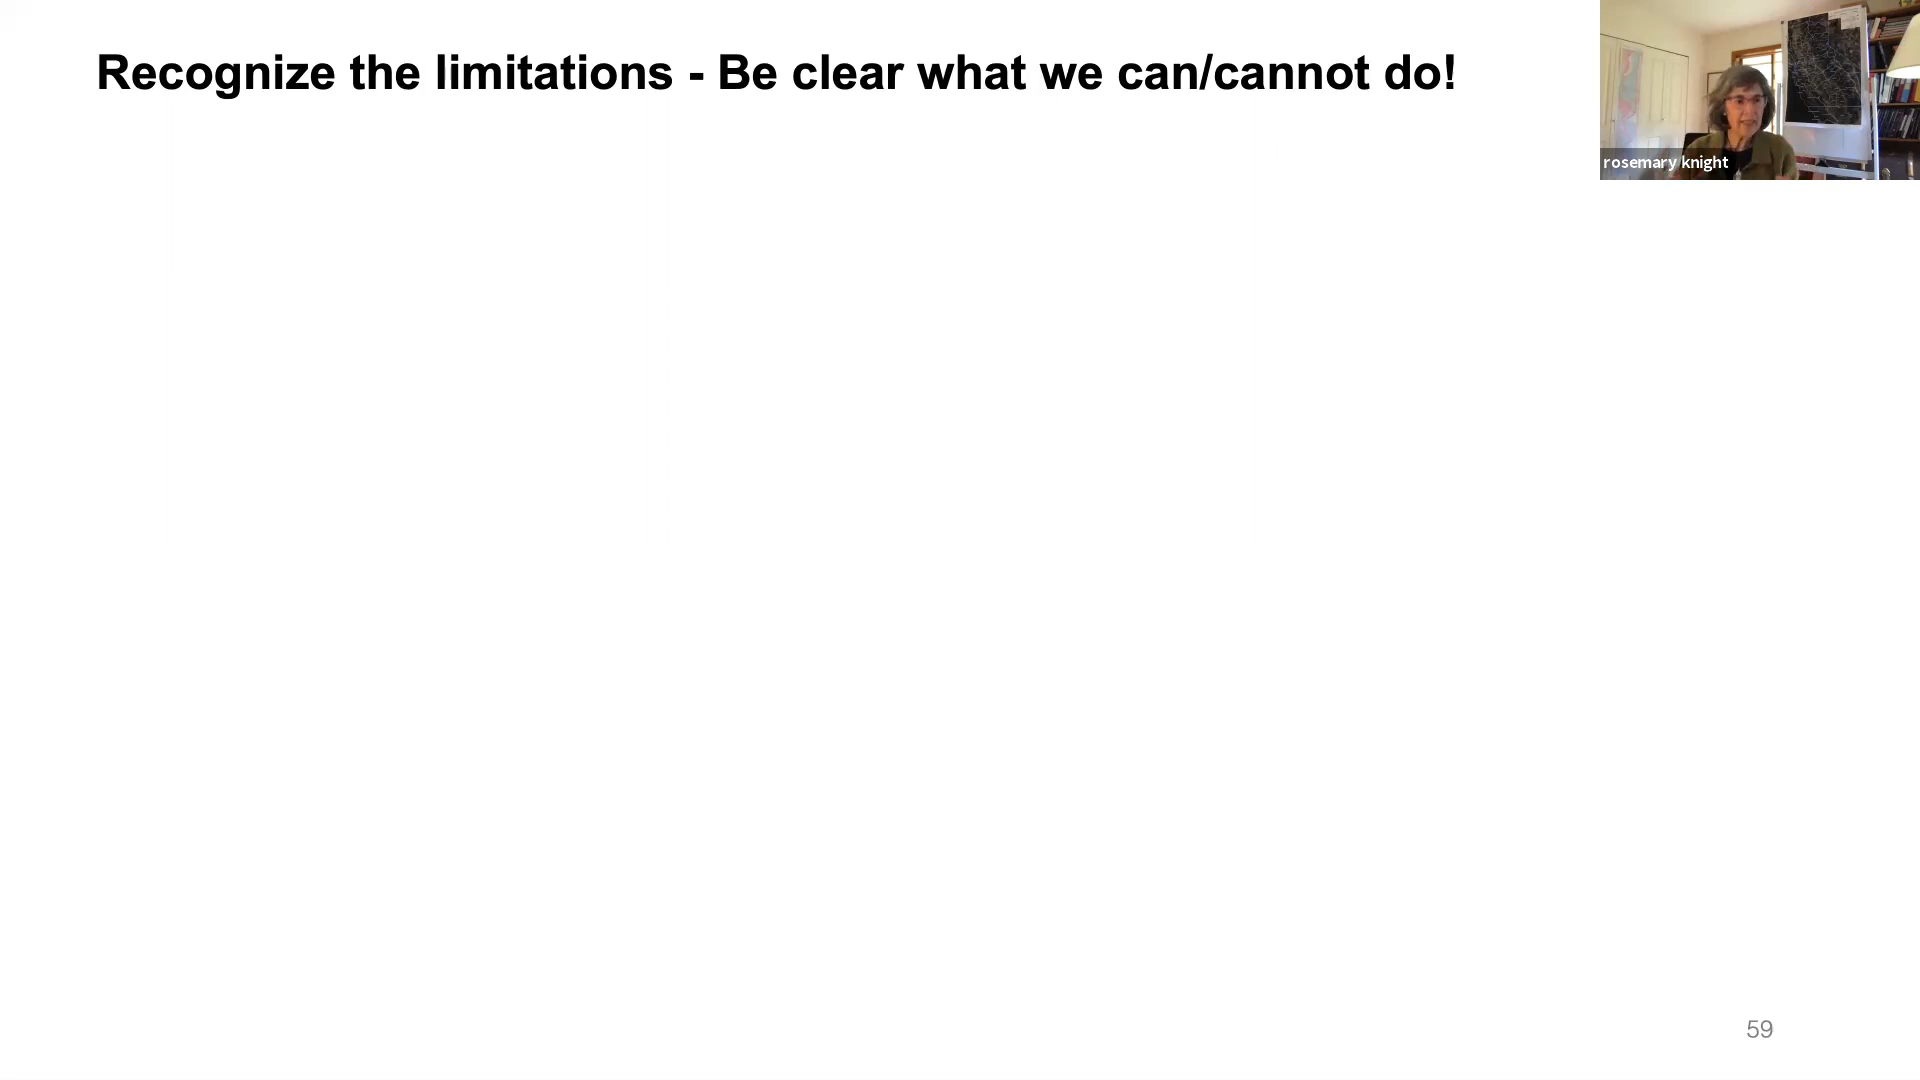 Recognize the limitations - Be clear what we can/cannot do!
rosemary knight
59